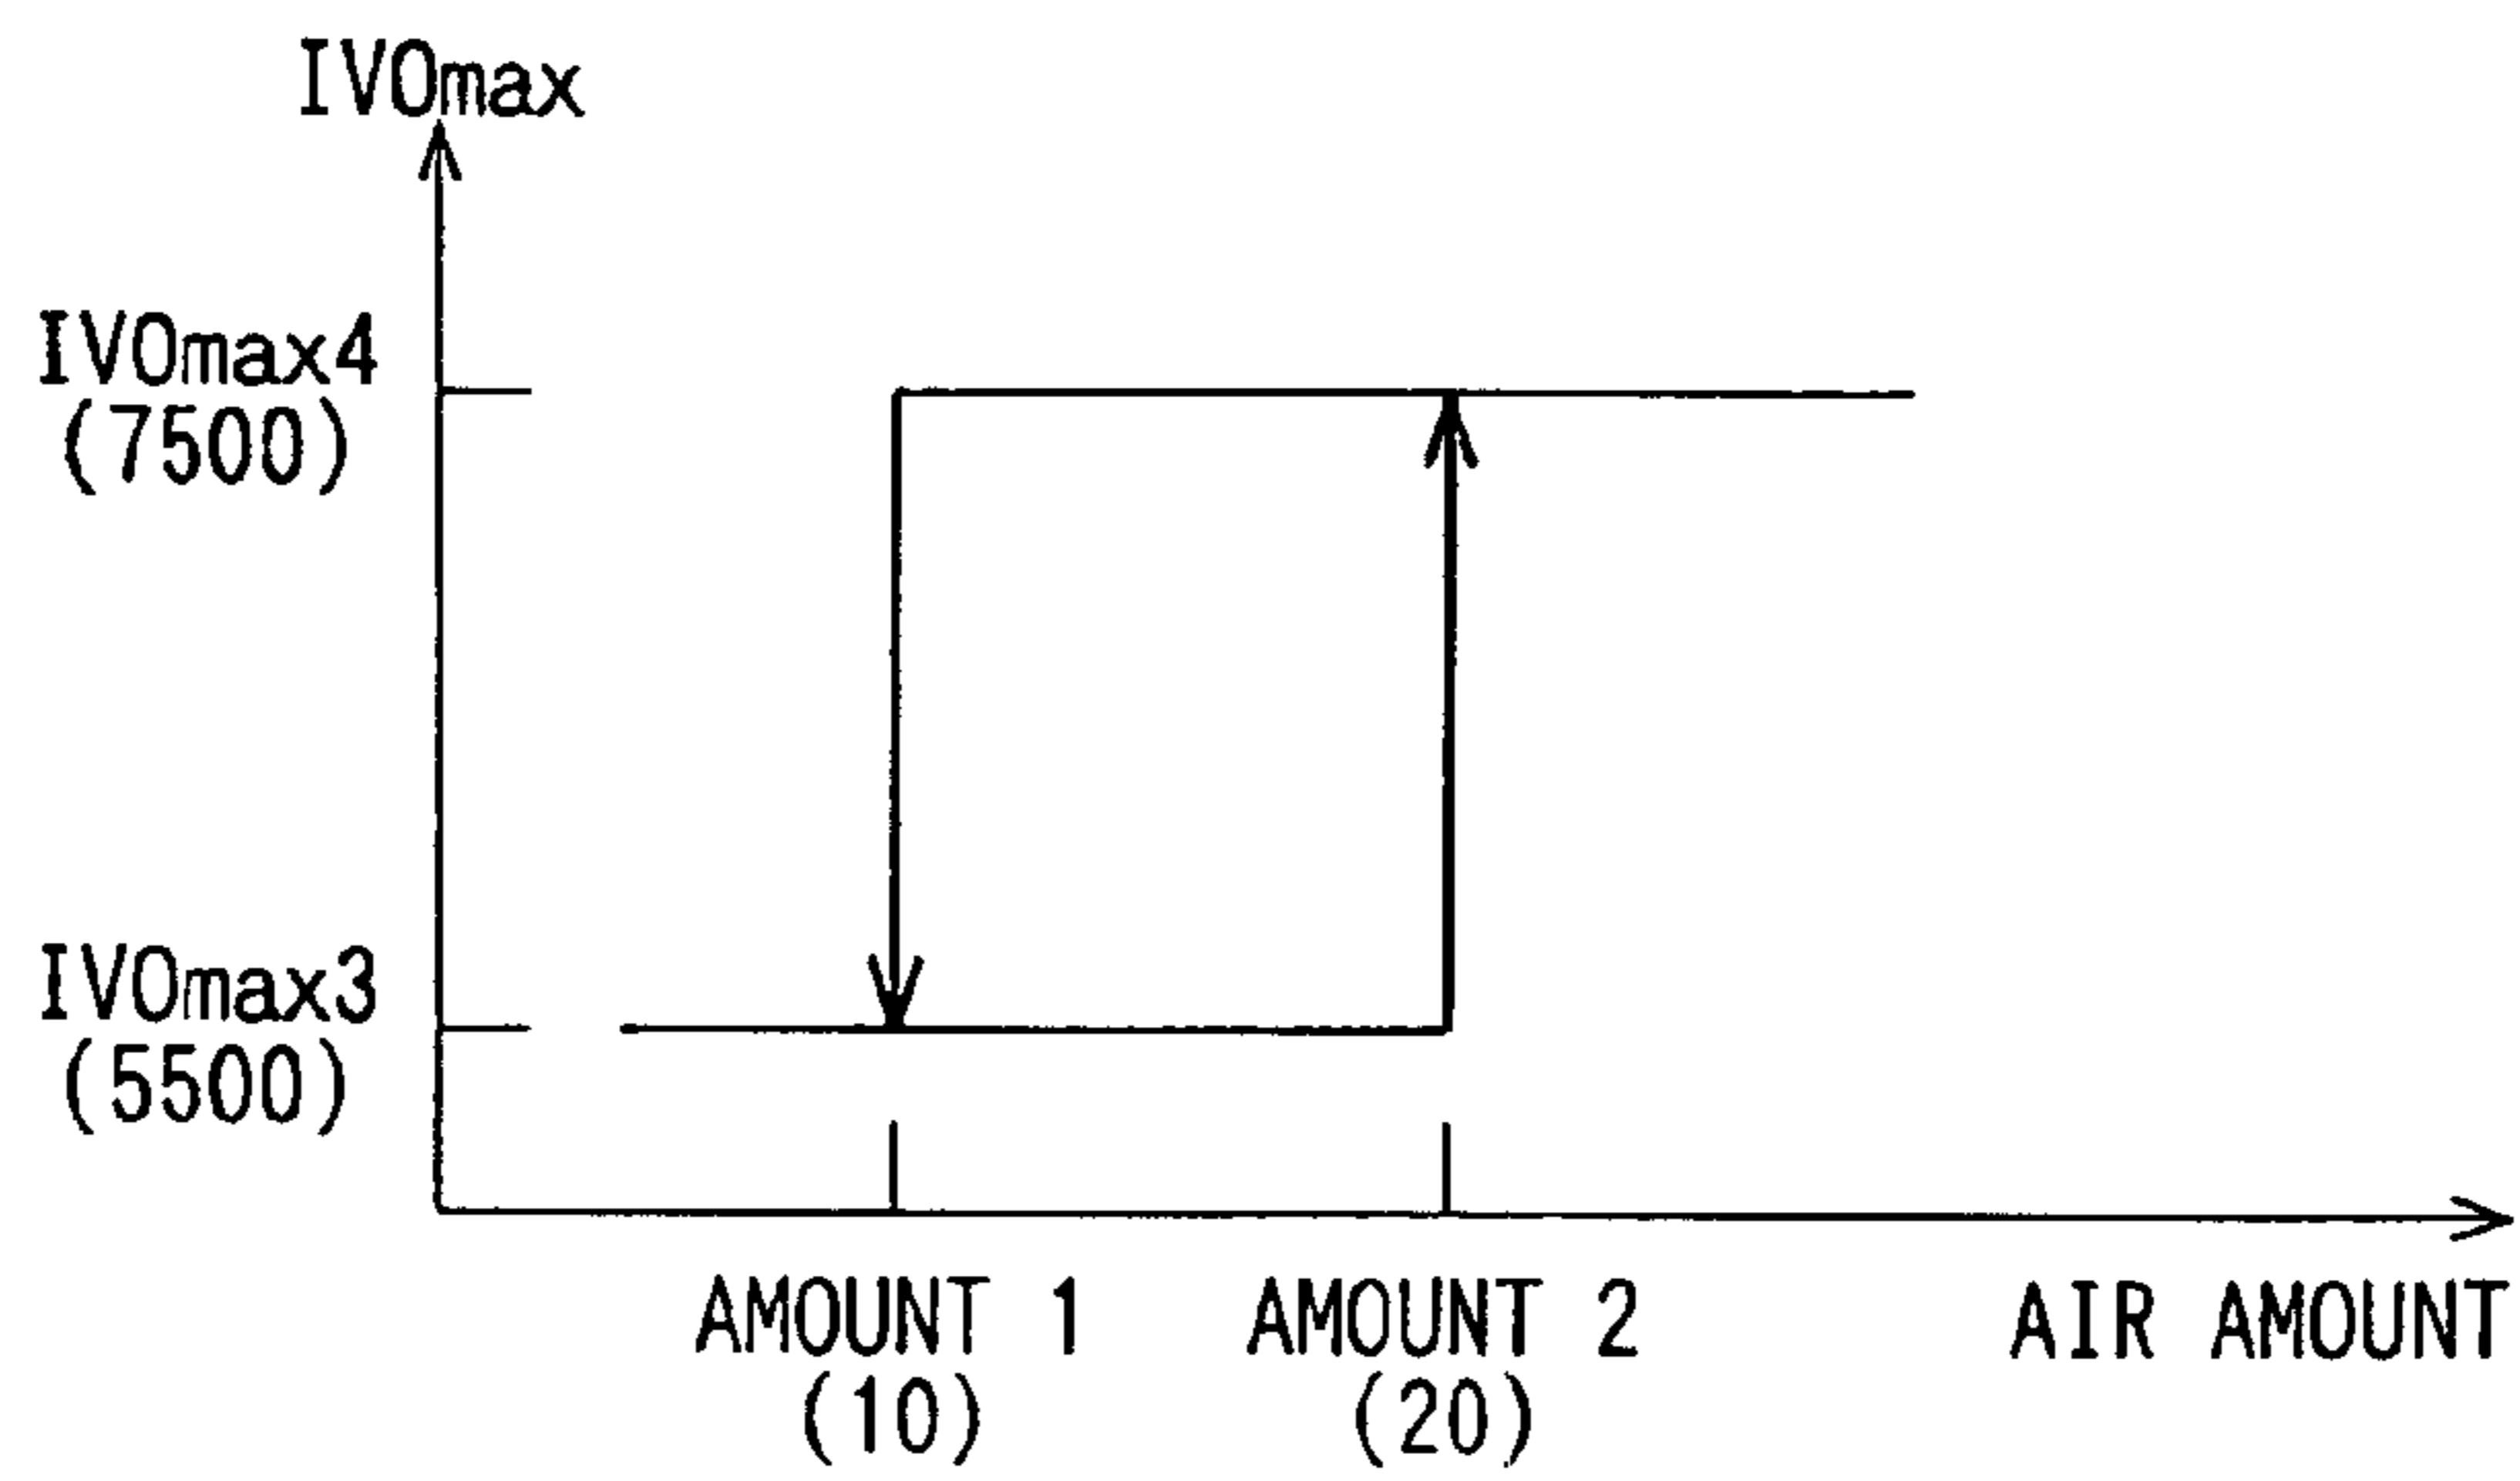 IVOmax
IVOmax4
(7500)
IVOmax3
(5500)
AMOUNT 1 AMOUNT 2 AIR AMOUNT
(10) (20)